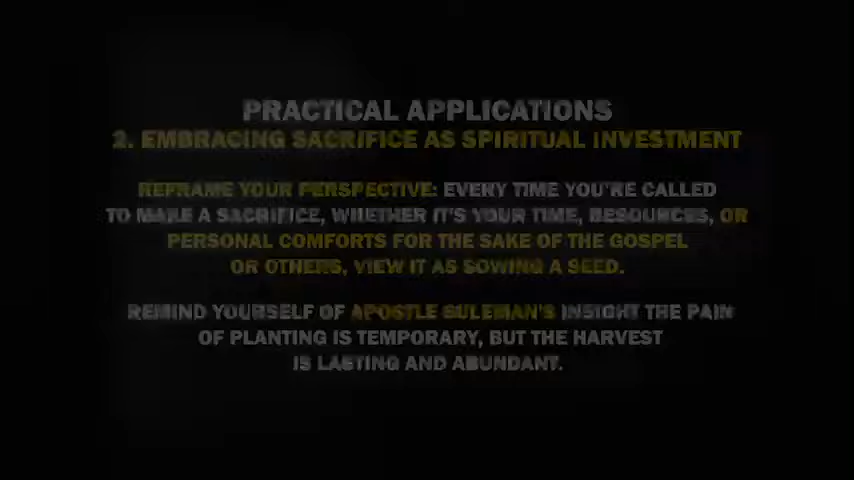 PRACTICAL APPLICATIONS
2. EMBRACING SACRIFICE AS SPIRITUAL INVESTMENT
REFRAME YOUR PERSPECTIVE: EVERY TIME YOU'RE CALLED
TO MAKE A SACRIFICE, WHETHER IT'S YOUR TIME, RESOURCES, OR
PERSONAL COMFORTS FOR THE SAKE OF THE GOSPEL
OR OTHERS, VIEW IT AS SOWING A SEED.
REMIND YOURSELF OF APOSTLE SULEMAN'S INSIGHT THE PAIN
OF PLANTING IS TEMPORARY, BUT THE HARVEST
IS LASTING AND ABUNDANT.